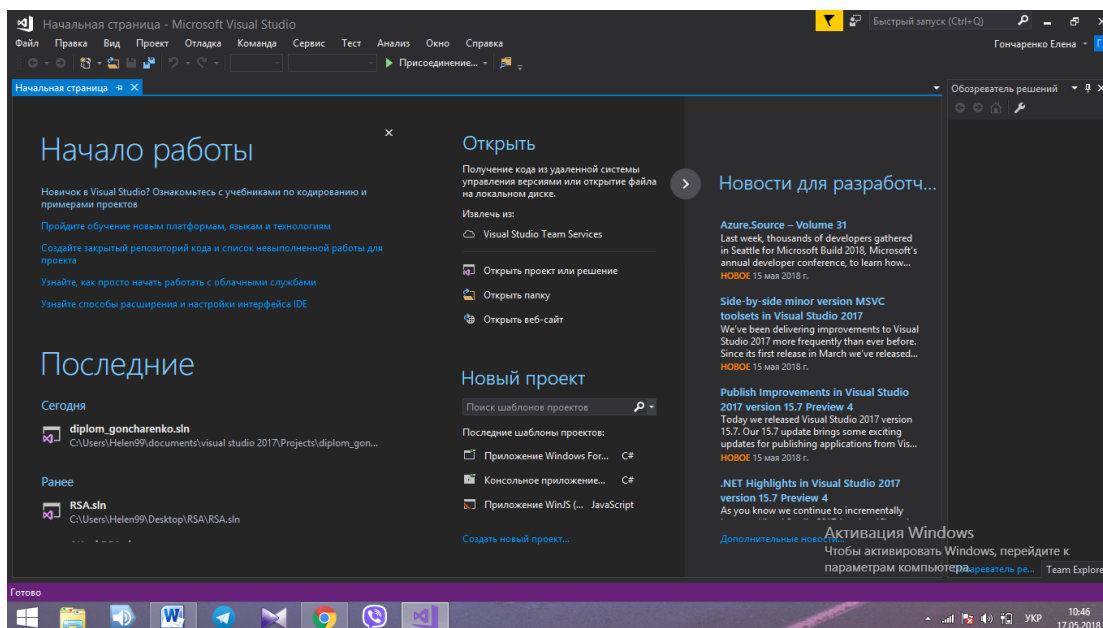 Начальная страница - Microsoft Visual Studio
Быстрый запуск (Ctrl+Q)
Файл Правка Вид Проект Отладка Команда Сервис Тест Анализ Окно Справка
Гончаренко Елена
Г
Присоединение...
Начальная страница
Обозреватель решений
Начало работы
Новичок в Visual Studio? Ознакомьтесь с учебниками по кодированию и
примерами проектов
Пройдите обучение новым платформам, языкам и технологиям
Создайте закрытый репозиторий кода и список невыполненной работы для
проекта
Узнайте, как просто начать работать с облачными службами
Узнайте способы расширения и настройки интерфейса IDE
Последние
Сегодня
diplom_goncharenko.sln
C:\Users\Helen99\documents\visual studio 2017\Projects\diplom_gon...
Ранее
RSA.sln
C:\Users\Helen99\Desktop\RSA\RSA.sln
Открыть
Получение кода из удаленной системы
управления версиями или открытие файла
на локальном диске.
Извлечь из:
Visual Studio Team Services
Открыть проект или решение
Открыть папку
Открыть веб-сайт
Новый проект
Поиск шаблонов проектов
Последние шаблоны проектов:
Приложение Windows For... C#
Консольное приложение... C#
Приложение WinJS (... JavaScript
Создать новый проект...
Новости для разработч...
Azure.Source – Volume 31
Last week, thousands of developers gathered
in Seattle for Microsoft Build 2018, Microsoft's
annual developer conference, to learn how...
НОВОЕ 15 мая 2018 г.
Side-by-side minor version MSVC
toolsets in Visual Studio 2017
We've been delivering improvements to Visual
Studio 2017 more frequently than ever before.
Since its first release in March we've released...
НОВОЕ 15 мая 2018 г.
Publish Improvements in Visual Studio
2017 version 15.7 Preview 4
Today we released Visual Studio 2017 version
15.7. Our 15.7 update brings some exciting
updates for publishing applications from Vis...
НОВОЕ 15 мая 2018 г.
.NET Highlights in Visual Studio 2017
version 15.7 Preview 4
As you know we continue to incrementally
Дополнительные новости...
Активация Windows
Чтобы активировать Windows, перейдите к
параметрам компьютера.
ре...
Team Explore
Готово
УКР
10:46
17.05.2018